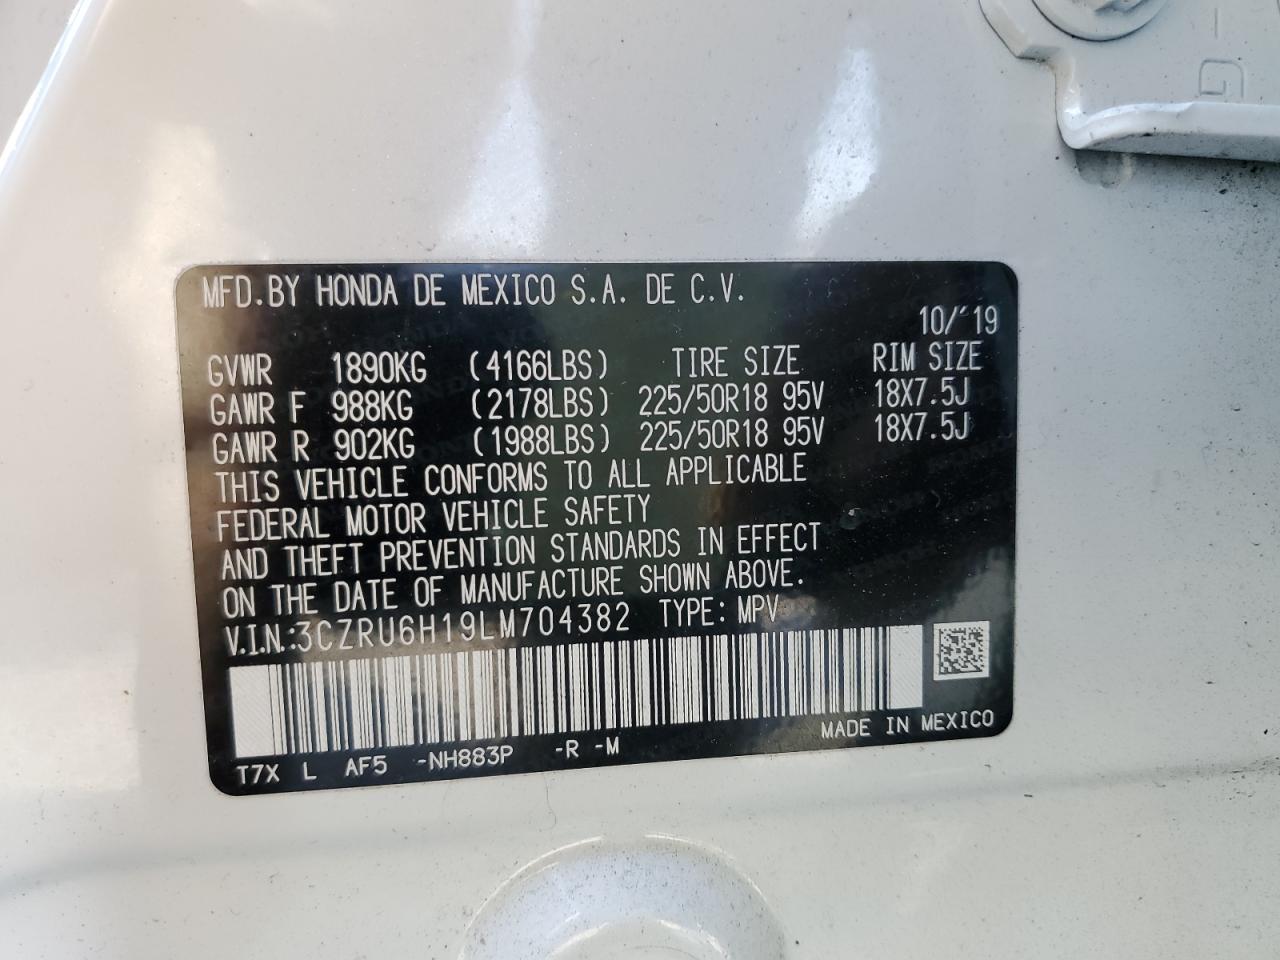 MFD.BY HONDA DE MEXICO S.A. DE C.V.
10/'19
GVWR 1890KG (4166LBS) TIRE SIZE RIM SIZE
GAWR F 988KG (2178LBS) 225/50R18 95V 18X7.5J
GAWR R 902KG (1988LBS) 225/50R18 95V 18X7.5J
THIS VEHICLE CONFORMS TO ALL APPLICABLE
FEDERAL MOTOR VEHICLE SAFETY
AND THEFT PREVENTION STANDARDS IN EFFECT
ON THE DATE OF MANUFACTURE SHOWN ABOVE.
V.I.N.:3CZRU6H19LM704382 TYPE: MPV
MADE IN MEXICO
T7X L AF5 -NH883P -R -M